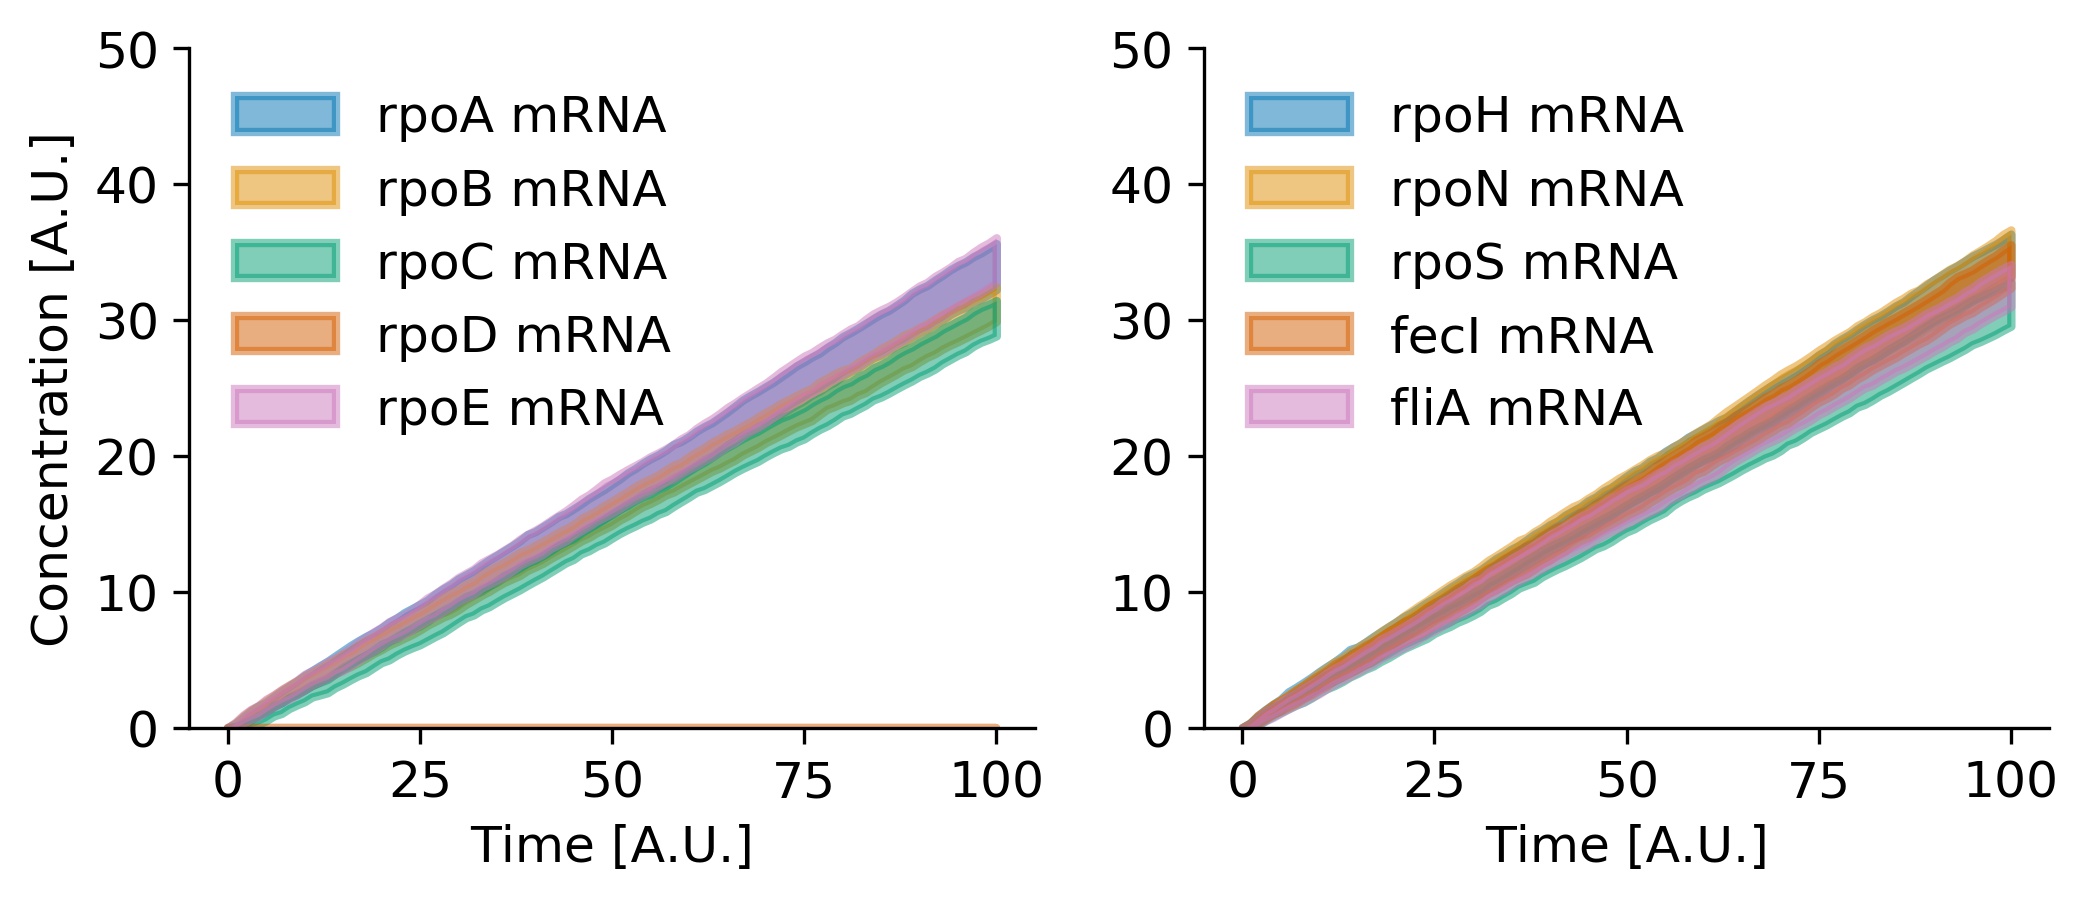 50
40
30
20
10
0
Concentration [A.U.]
rpoA mRNA
rpoB mRNA
rpoC mRNA
rpoD mRNA
rpoE mRNA
0 25 50 75 100
Time [A.U.]
50
40
30
20
10
0
rpoH mRNA
rpoN mRNA
rpoS mRNA
fecI mRNA
fliA mRNA
0 25 50 75 100
Time [A.U.]